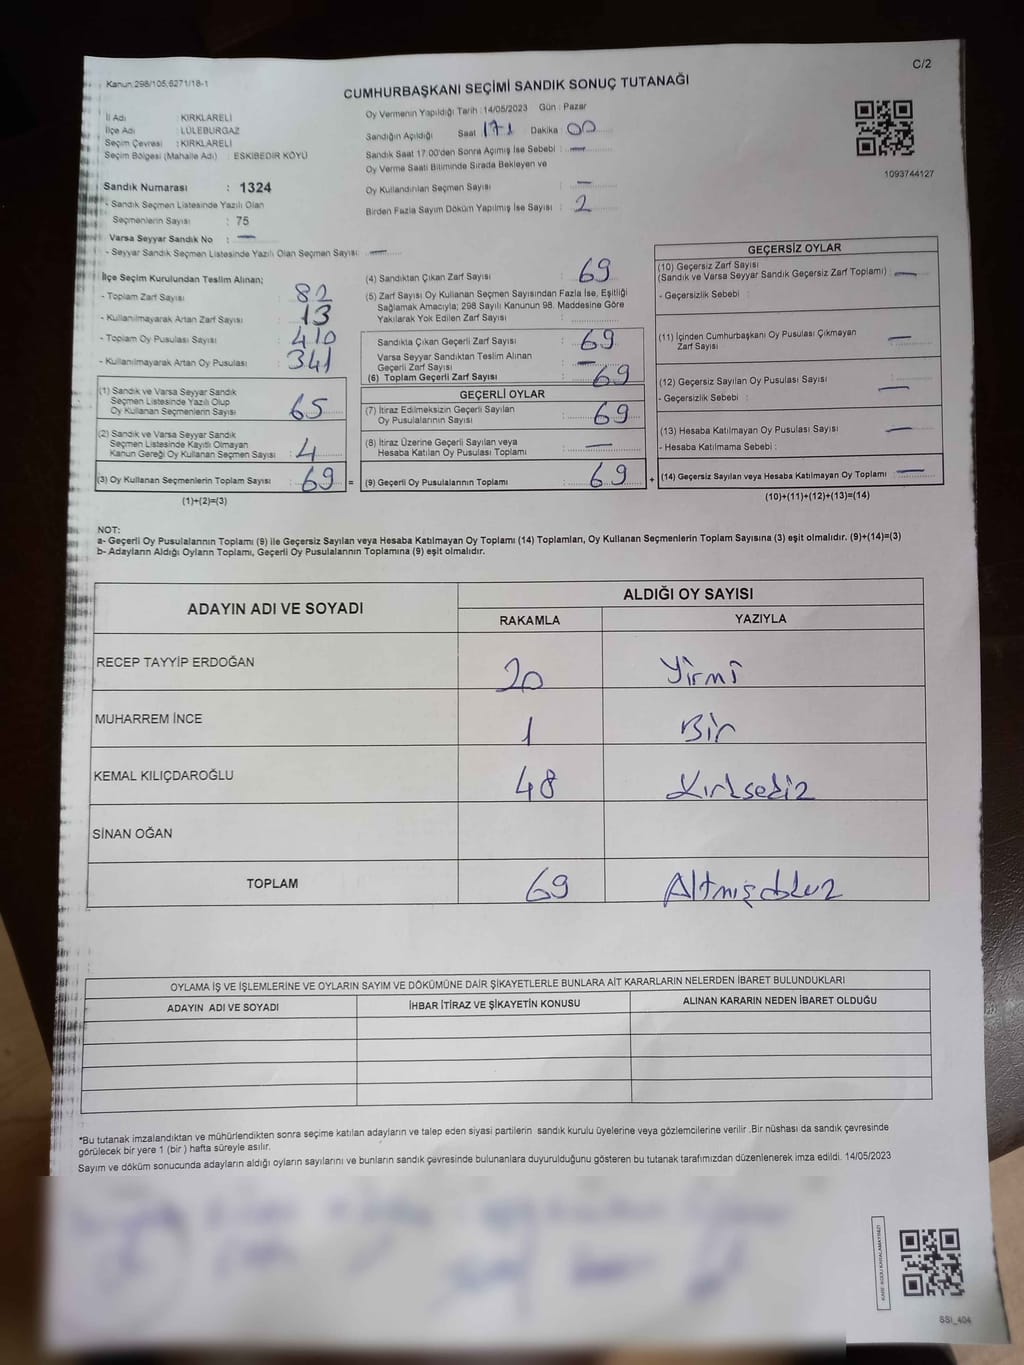 Kanun:298/105,6271/18-1
C/2
CUMHURBAŞKANI SEÇİMİ SANDIK SONUÇ TUTANAĞI
İl Adı : KIRKLARELİ
İlçe Adı : LÜLEBURGAZ
Seçim Çevresi : KIRKLARELİ
Seçim Bölgesi (Mahalle Adı) : ESKİBEDİR KÖYÜ
Sandık Numarası : 1324
- Sandık Seçmen Listesinde Yazılı Olan
Seçmenlerin Sayısı : 75
Varsa Seyyar Sandık No : —
- Seyyar Sandık Seçmen Listesinde Yazılı Olan Seçmen Sayısı: —
Oy Vermenin Yapıldığı Tarih : 14/05/2023 Gün : Pazar
Sandığın Açıldığı Saat : 17 Dakika : 00
Sandık Saat 17:00'den Sonra Açımış İse Sebebi : —
Oy Verme Saati Bitiminde Sırada Bekleyen ve
Oy Kullandırılan Seçmen Sayısı : —
Birden Fazla Sayım Döküm Yapılmış İse Sayısı : 2
1093744127
İlçe Seçim Kurulundan Teslim Alınan;
- Toplam Zarf Sayısı : 82
- Kullanılmayarak Artan Zarf Sayısı : 13
- Toplam Oy Pusulası Sayısı : 410
- Kullanılmayarak Artan Oy Pusulası : 341
(1) Sandık ve Varsa Seyyar Sandık
Seçmen Listesinde Yazılı Olup
Oy Kullanan Seçmenlerin Sayısı : 65
(2) Sandık ve Varsa Seyyar Sandık
Seçmen Listesinde Kayıtlı Olmayan
Kanun Gereği Oy Kullanan Seçmen Sayısı : 4
(3) Oy Kullanan Seçmenlerin Toplam Sayısı : 69 =
(1)+(2)=(3)
(4) Sandıktan Çıkan Zarf Sayısı : 69
(5) Zarf Sayısı Oy Kullanan Seçmen Sayısından Fazla İse, Eşitliği
Sağlamak Amacıyla; 298 Sayılı Kanunun 98. Maddesine Göre
Yakılarak Yok Edilen Zarf Sayısı :
Sandıkla Çıkan Geçerli Zarf Sayısı : 69
Varsa Seyyar Sandıktan Teslim Alınan
Geçerli Zarf Sayısı : —
(6) Toplam Geçerli Zarf Sayısı : 69
GEÇERLİ OYLAR
(7) İtiraz Edilmeksizin Geçerli Sayılan
Oy Pusulalarının Sayısı : 69
(8) İtiraz Üzerine Geçerli Sayılan veya
Hesaba Katılan Oy Pusulası Toplamı : —
(9) Geçerli Oy Pusulalarının Toplamı : 69 +
GEÇERSİZ OYLAR
(10) Geçersiz Zarf Sayısı
(Sandık ve Varsa Seyyar Sandık Geçersiz Zarf Toplamı) : —
- Geçersizlik Sebebi :
(11) İçinden Cumhurbaşkanı Oy Pusulası Çıkmayan
Zarf Sayısı : —
(12) Geçersiz Sayılan Oy Pusulası Sayısı : —
- Geçersizlik Sebebi :
(13) Hesaba Katılmayan Oy Pusulası Sayısı : —
- Hesaba Katılmama Sebebi :
(14) Geçersiz Sayılan veya Hesaba Katılmayan Oy Toplamı : —
(10)+(11)+(12)+(13)=(14)
NOT:
a- Geçerli Oy Pusulalarının Toplamı (9) ile Geçersiz Sayılan veya Hesaba Katılmayan Oy Toplamı (14) Toplamları, Oy Kullanan Seçmenlerin Toplam Sayısına (3) eşit olmalıdır. (9)+(14)=(3)
b- Adayların Aldığı Oyların Toplamı, Geçerli Oy Pusulalarının Toplamına (9) eşit olmalıdır.
ADAYIN ADI VE SOYADI ALDIĞI OY SAYISI
RAKAMLA YAZIYLA
RECEP TAYYİP ERDOĞAN 20 Yirmi
MUHARREM İNCE 1 Bir
KEMAL KILIÇDAROĞLU 48 Kırksekiz
SİNAN OĞAN
TOPLAM 69 Altmışdokuz
OYLAMA İŞ VE İŞLEMLERİNE VE OYLARIN SAYIM VE DÖKÜMÜNE DAİR ŞİKAYETLERLE BUNLARA AİT KARARLARIN NELERDEN İBARET BULUNDUKLARI
ADAYIN ADI VE SOYADI İHBAR İTİRAZ VE ŞİKAYETİN KONUSU ALINAN KARARIN NEDEN İBARET OLDUĞU
*Bu tutanak imzalandıktan ve mühürlendikten sonra seçime katılan adayların ve talep eden siyasi partilerin sandık kurulu üyelerine veya gözlemcilerine verilir .Bir nüshası da sandık çevresinde
görülecek bir yere 1 (bir ) hafta süreyle asılır.
Sayım ve döküm sonucunda adayların aldığı oyların sayılarını ve bunların sandık çevresinde bulunanlara duyurulduğunu gösteren bu tutanak tarafımızdan düzenlenerek imza edildi. 14/05/2023
KARE KODU KARALAMAYINIZ!
SSİ_404